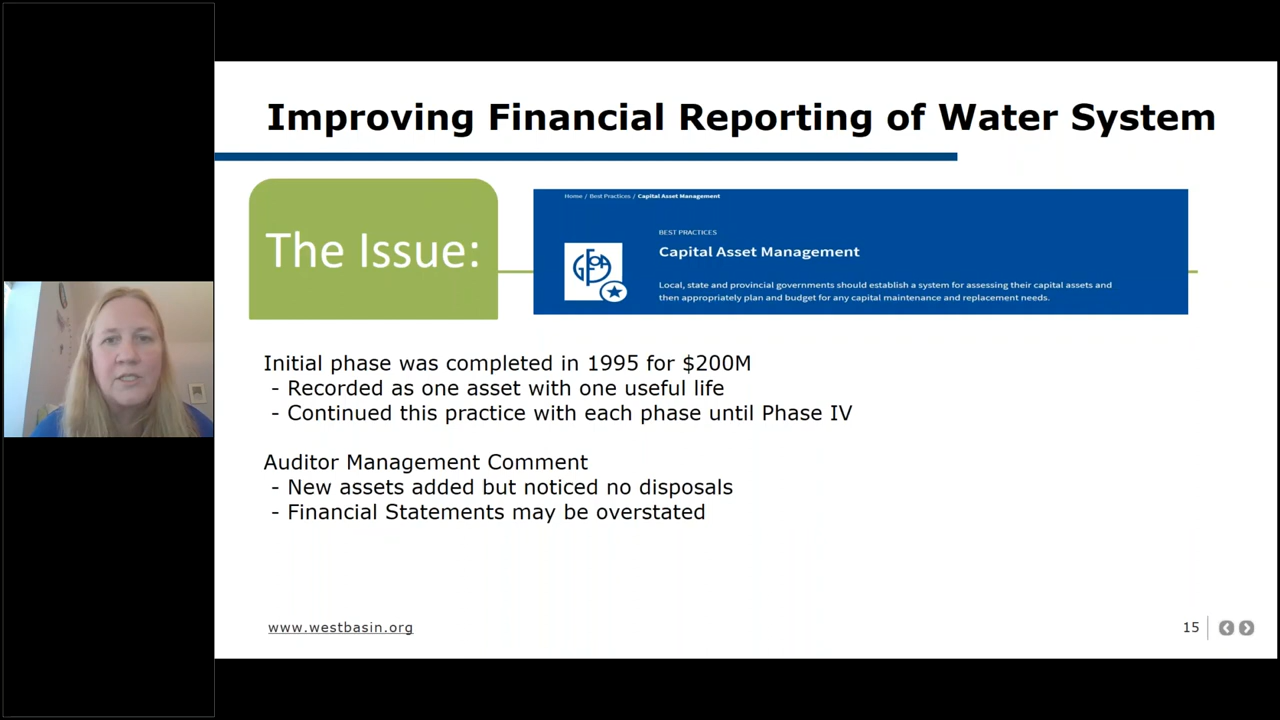 Improving Financial Reporting of Water System
The Issue:
Home / Best Practices / Capital Asset Management
BEST PRACTICES
Capital Asset Management
GFOA
Local, state and provincial governments should establish a system for assessing their capital assets and
then appropriately plan and budget for any capital maintenance and replacement needs.
Initial phase was completed in 1995 for $200M
- Recorded as one asset with one useful life
- Continued this practice with each phase until Phase IV
Auditor Management Comment
- New assets added but noticed no disposals
- Financial Statements may be overstated
www.westbasin.org
15